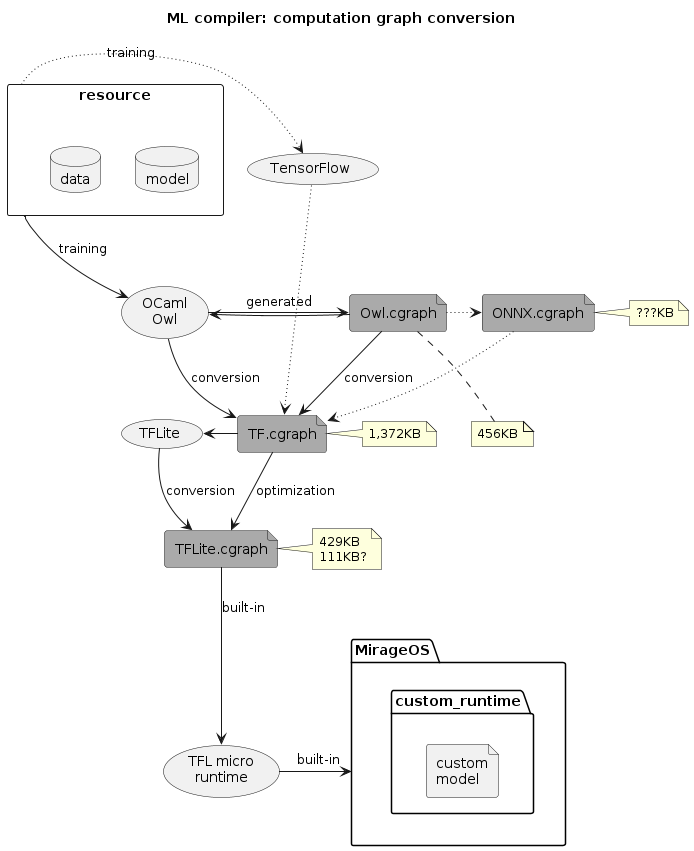 ML compiler: computation graph conversion
training
resource
data
model
TensorFlow
training
OCaml
Owl
generated
Owl.cgraph
ONNX.cgraph
???KB
conversion
conversion
TFLite
TF.cgraph
1,372KB
456KB
conversion
optimization
TFLite.cgraph
429KB
111KB?
built-in
MirageOS
custom_runtime
custom
model
TFL micro
runtime
built-in